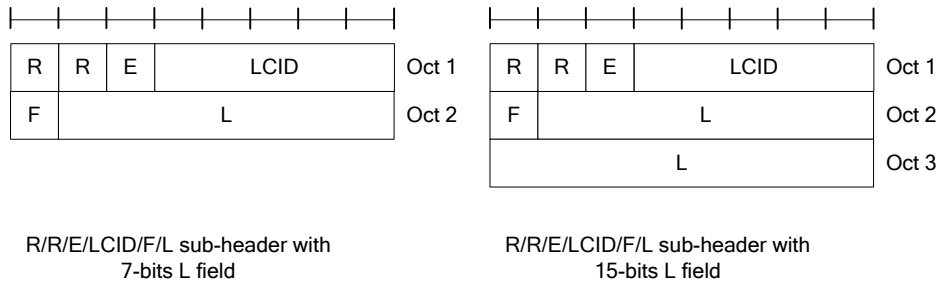 R R E LCID Oct 1
F L Oct 2
R/R/E/LCID/F/L sub-header with
7-bits L field
R R E LCID Oct 1
F L Oct 2
L Oct 3
R/R/E/LCID/F/L sub-header with
15-bits L field